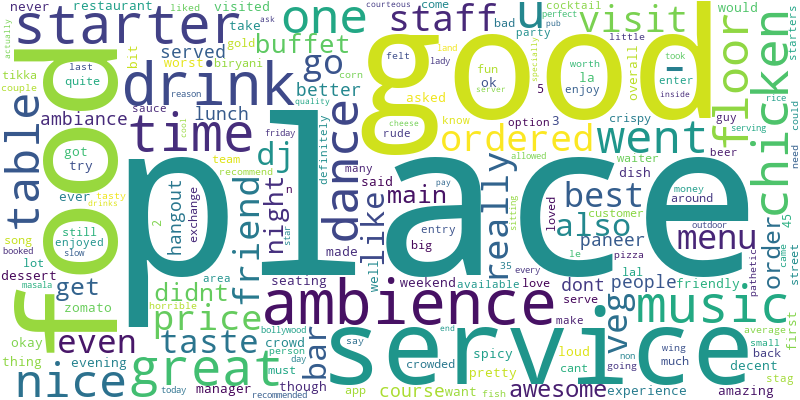 place
good
food
service
ambience
drink
starter
great
nice
time
music
chicken
staff
one
dance
table
visit
floor
went
menu
also
best
really
ordered
dj
u
friend
price
taste
even
get
go
buffet
better
night
like
main
bar
veg
awesome
order
paneer
people
didnt
hangout
served
lunch
ambiance
course
experience
dont
friendly
never
restaurant
liked
visited
take
gold
bit
worst
biryani
tikka
couple
last
quite
sauce
reason
asked
cheese
rude
felt
courteous
come
bad
cocktail
perfect
pub
party
little
lady
land
server
fun
ok
specially
worth
la
enjoy
5
overall
took
enter
inside
would
ask
starters
corn
quality
know
option
3
crispy
guy
beer
waiter
dish
rice
serving
need
could
actually
got
try
ever
tasty
drinks
team
recommend
cool
friday
definitely
many
said
made
n
still
enjoyed
slow
2
exchange
song
booked
lot
masala
dessert
zomato
okay
thing
evening
today
horrible
manager
area
star
seating
bollywood
crowd
person
day
must
though
recommended
say
end
app
well
big
entry
pay
weekend
available
35
love
every
serve
make
crowded
spicy
pretty
want
fish
loud
cant
sitting
allowed
loved
customer
le
lal
pizza
money
around
outdoor
pathetic
street
came
45
first
average
small
back
decent
stag
much
wing
non
going
amazing
-